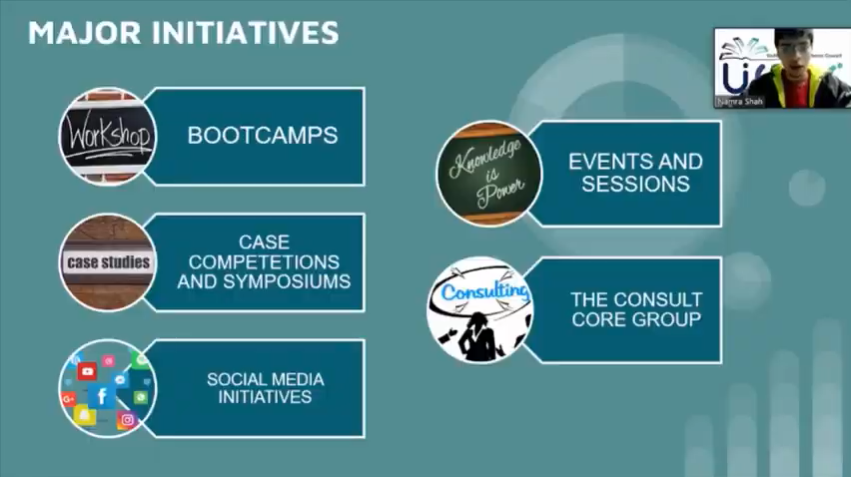 MAJOR INITIATIVES
Workshop
BOOTCAMPS
case studies
CASE
COMPETETIONS
AND SYMPOSIUMS
SOCIAL MEDIA
INITIATIVES
Knowledge
is
Power
EVENTS AND
SESSIONS
Consulting
THE CONSULT
CORE GROUP
Namra Shah